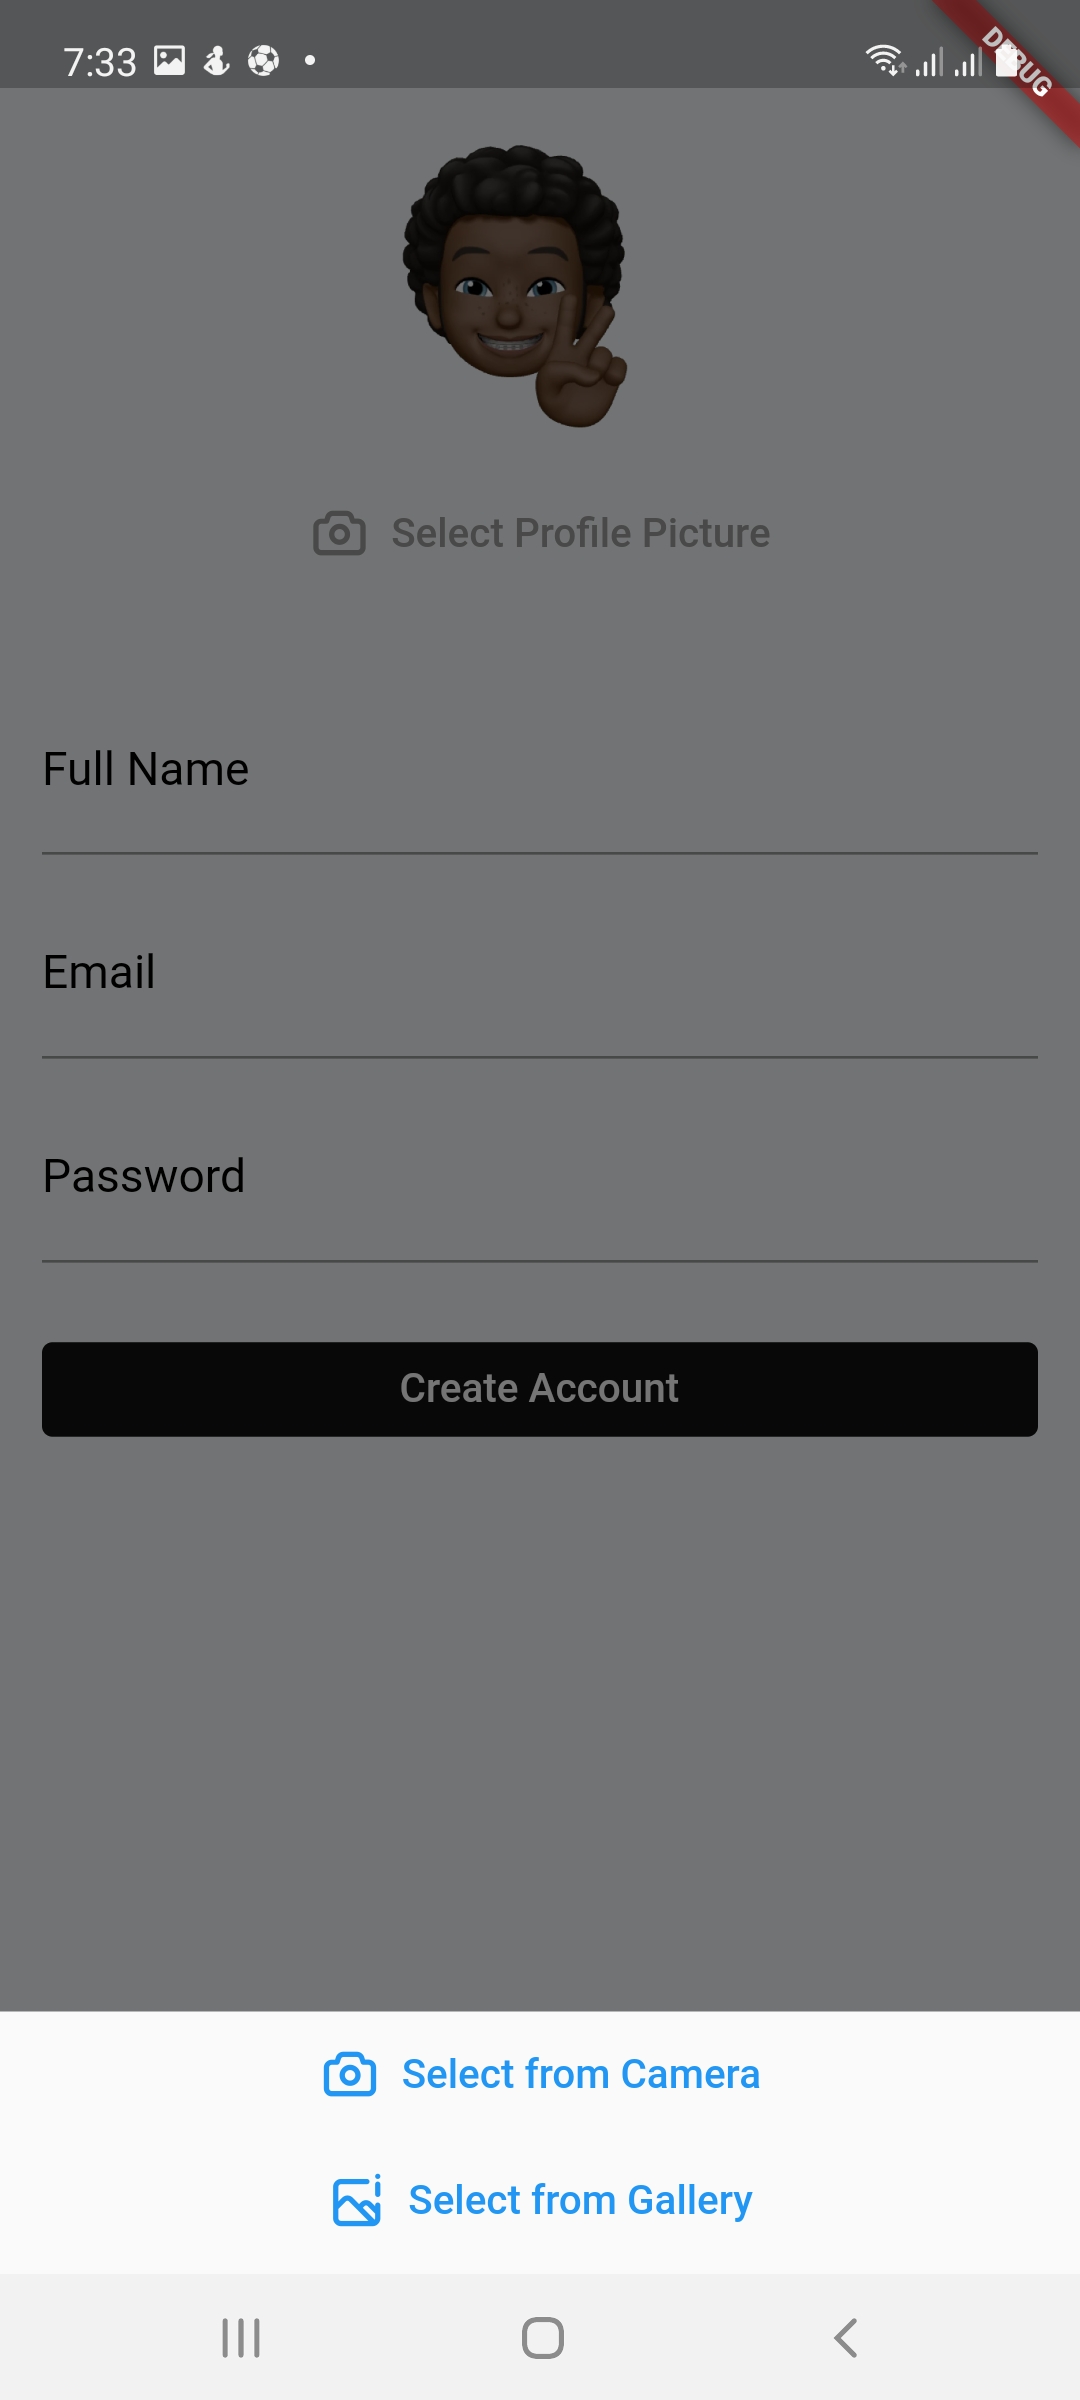 7:33
DEBUG
Select Profile Picture
Full Name
Email
Password
Create Account
Select from Camera
Select from Gallery